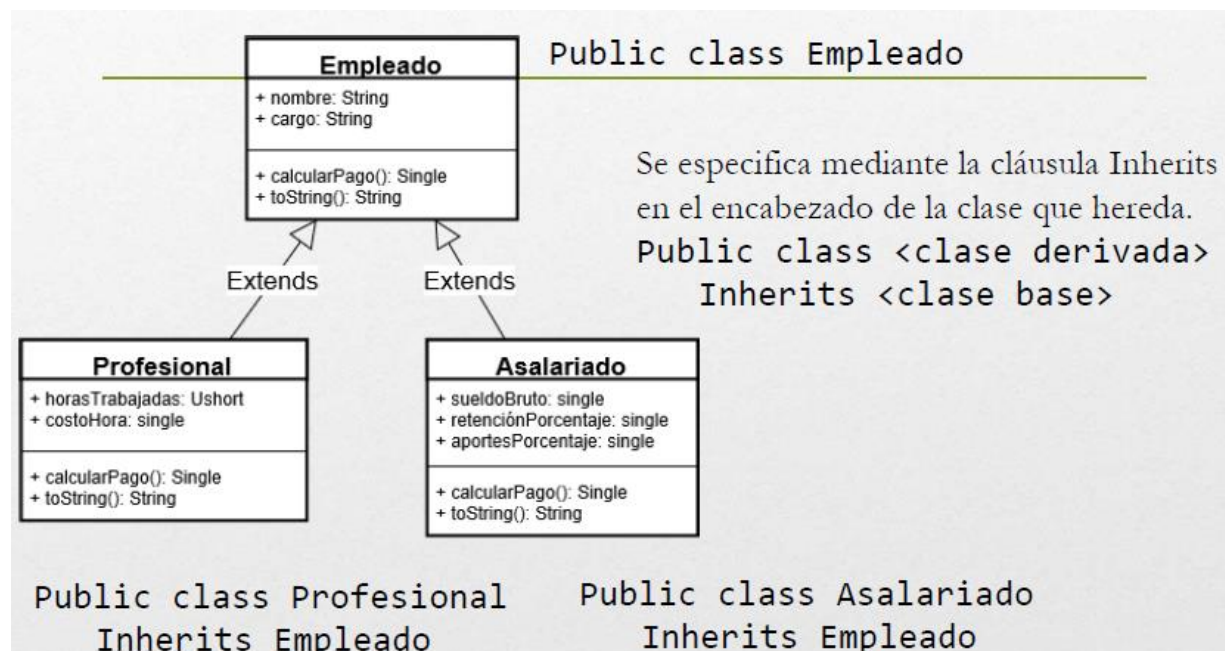 Empleado
+ nombre: String
+ cargo: String
+ calcularPago(): Single
+ toString(): String
Public class Empleado
Se especifica mediante la cláusula Inherits
en el encabezado de la clase que hereda.
Public class <clase derivada>
Inherits <clase base>
Extends
Extends
Profesional
+ horasTrabajadas: Ushort
+ costoHora: single
+ calcularPago(): Single
+ toString(): String
Asalariado
+ sueldoBruto: single
+ retenciónPorcentaje: single
+ aportesPorcentaje: single
+ calcularPago(): Single
+ toString(): String
Public class Profesional
Inherits Empleado
Public class Asalariado
Inherits Empleado